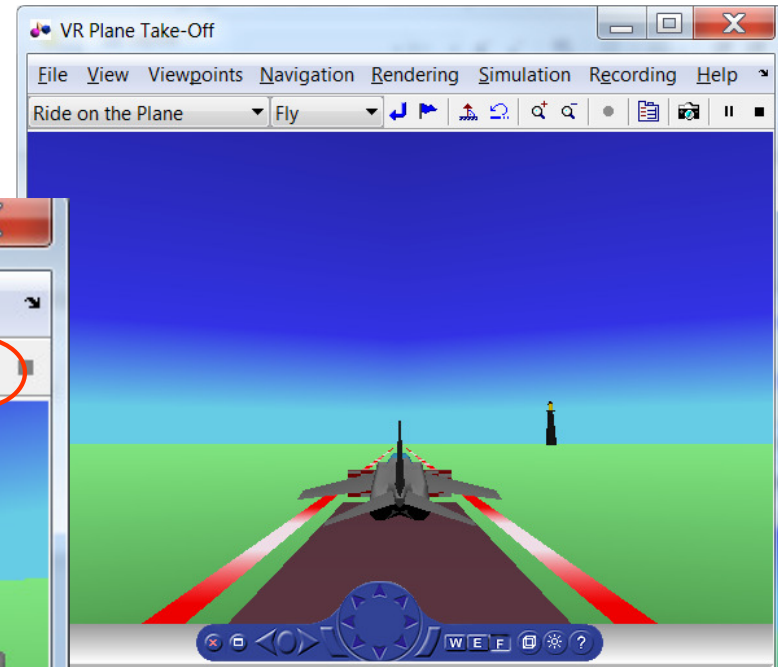 VR Plane Take-Off
File View Viewpoints Navigation Rendering Simulation Recording Help
Ride on the Plane Fly
W E F ?